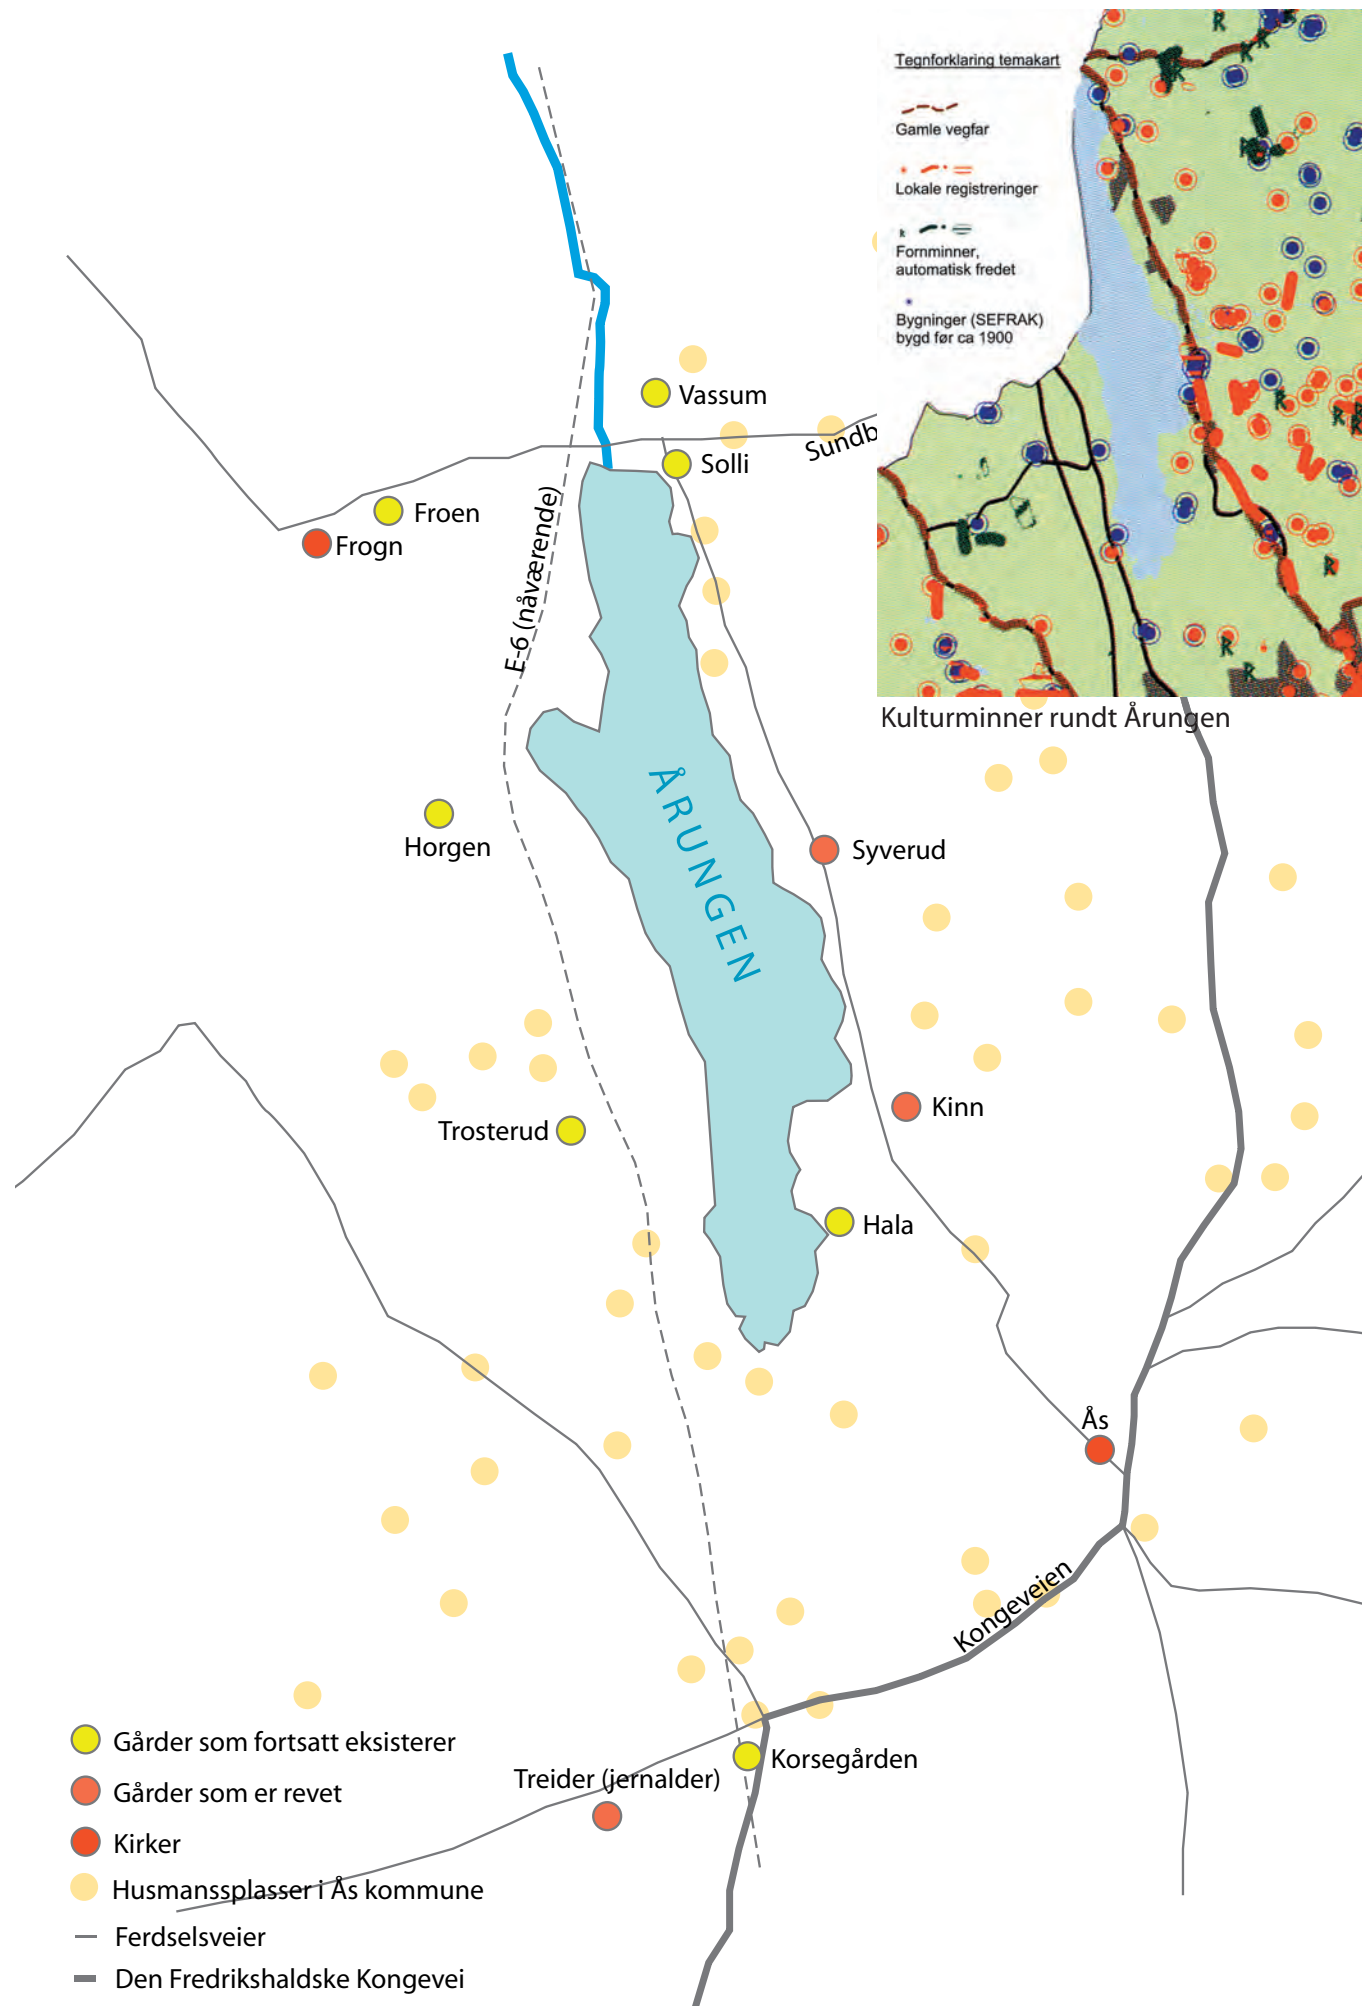 Tegnforklaring temakart
Gamle vegfar
Lokale registreringer
Fornminner,
automatisk fredet
Bygninger (SEFRAK)
bygd før ca 1900
R
R
R
R
R
R
R
R
R
R
Kulturminner rundt Årungen
Vassum
Sundb
Solli
Froen
Frogn
E-6 (nåværende)
ÅRUNGEN
Horgen
Syverud
Kinn
Trosterud
Hala
Ås
Kongeveien
Korsegården
Treider (jernalder)
Gårder som fortsatt eksisterer
Gårder som er revet
Kirker
Husmanssplasser i Ås kommune
Ferdselsveier
Den Fredrikshaldske Kongevei